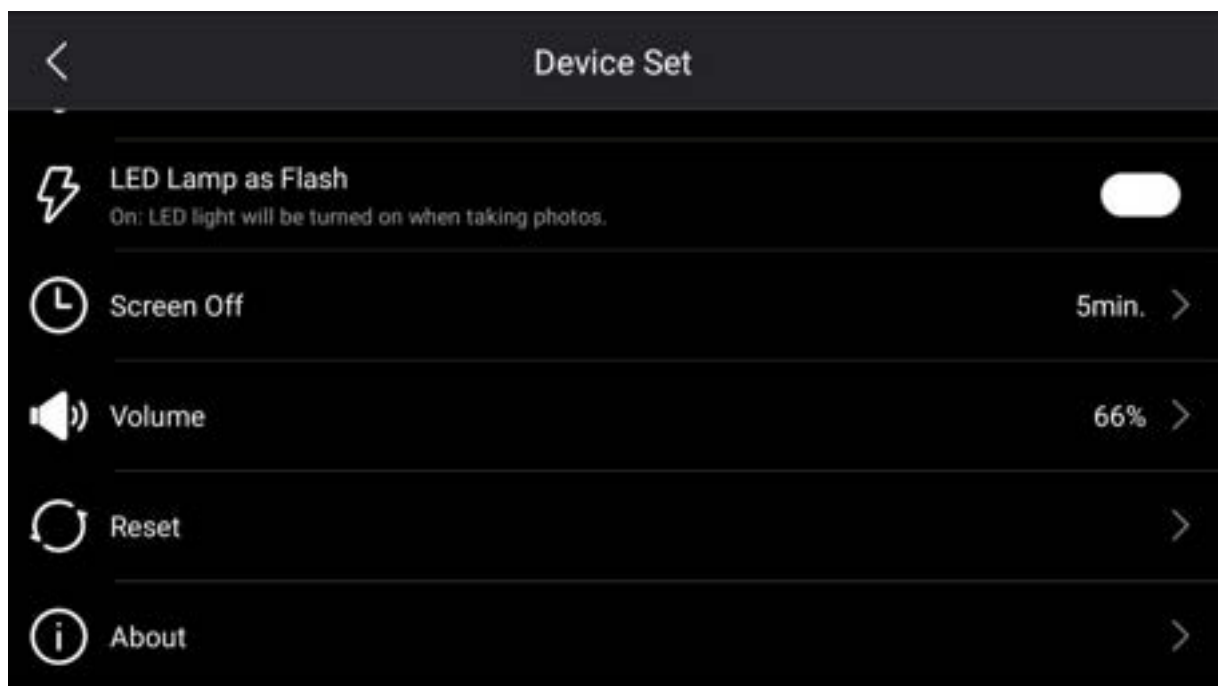 Device Set
LED Lamp as Flash
On: LED light will be turned on when taking photos.
Screen Off
5min.
Volume
66%
Reset
About